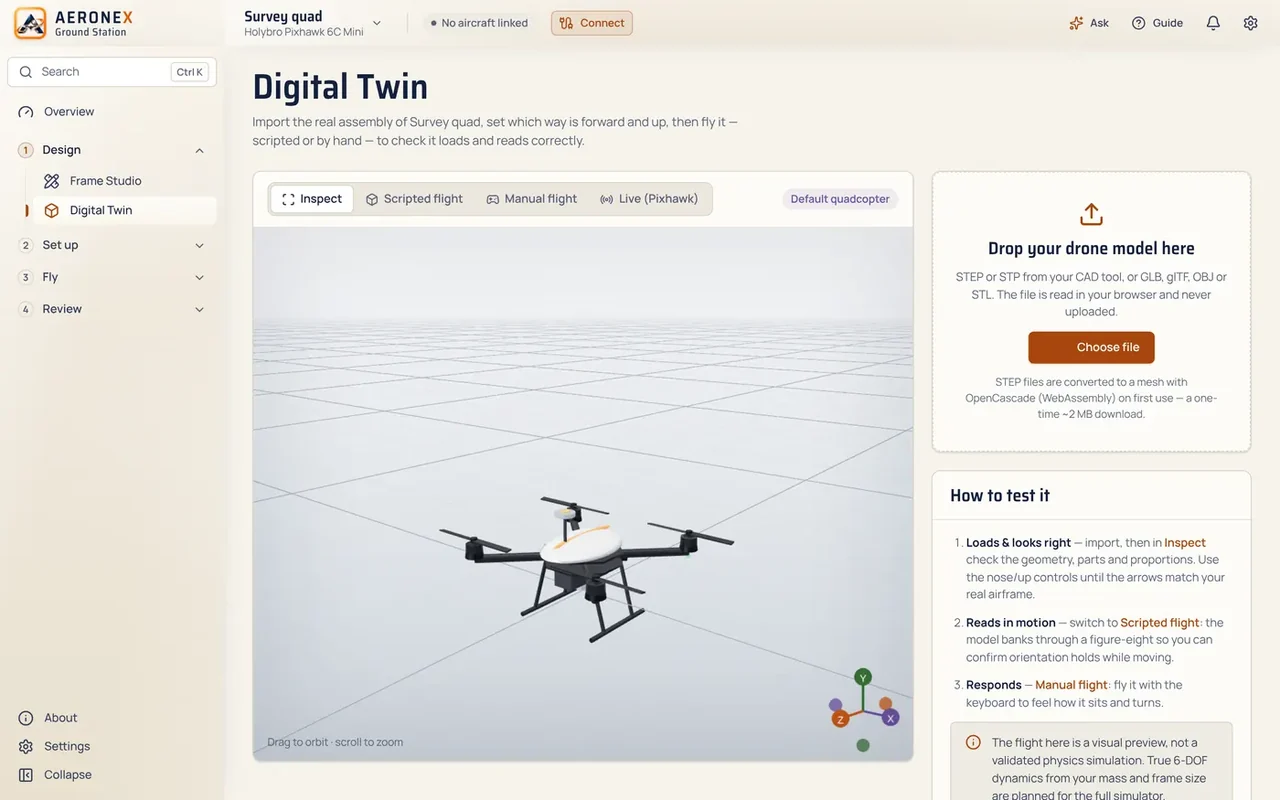 AERONEX
Ground Station
Survey quad
Holybro Pixhawk 6C Mini
No aircraft linked
Connect
Ask
Guide
Search
Ctrl K
Overview
1
Design
Frame Studio
Digital Twin
2
Set up
3
Fly
4
Review
About
Settings
Collapse
Digital Twin
Import the real assembly of Survey quad, set which way is forward and up, then fly it —
scripted or by hand — to check it loads and reads correctly.
Inspect
Scripted flight
Manual flight
Live (Pixhawk)
Default quadcopter
Y
Z
X
Drag to orbit · scroll to zoom
Drop your drone model here
STEP or STP from your CAD tool, or GLB, glTF, OBJ or
STL. The file is read in your browser and never
uploaded.
Choose file
STEP files are converted to a mesh with
OpenCascade (WebAssembly) on first use — a one-
time ~2 MB download.
How to test it
1. Loads & looks right — import, then in Inspect
check the geometry, parts and proportions. Use
the nose/up controls until the arrows match your
real airframe.
2. Reads in motion — switch to Scripted flight: the
model banks through a figure-eight so you can
confirm orientation holds while moving.
3. Responds — Manual flight: fly it with the
keyboard to feel how it sits and turns.
The flight here is a visual preview, not a
validated physics simulation. True 6-DOF
dynamics from your mass and frame size
are planned for the full simulator.